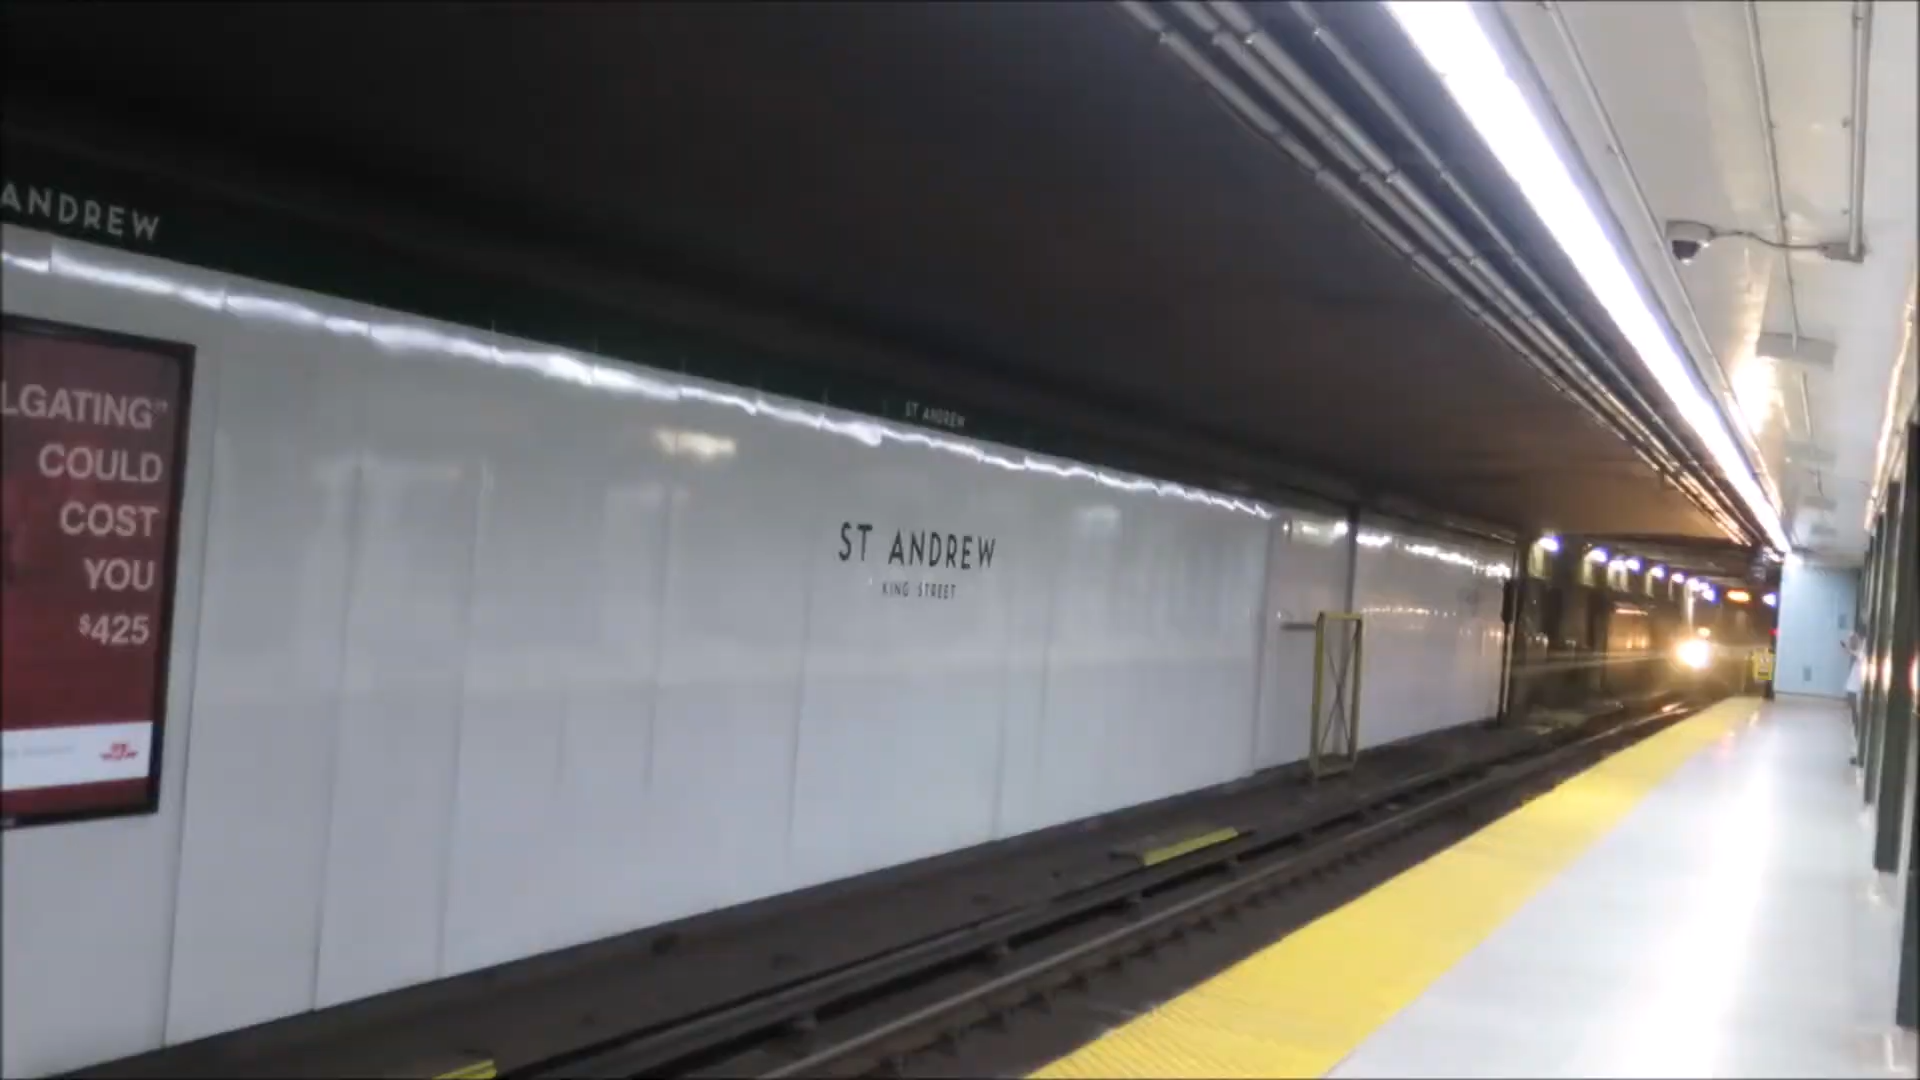 ANDREW
LGATING"
COULD
COST
YOU
$425
ST ANDREW
ST ANDREW
KING STREET